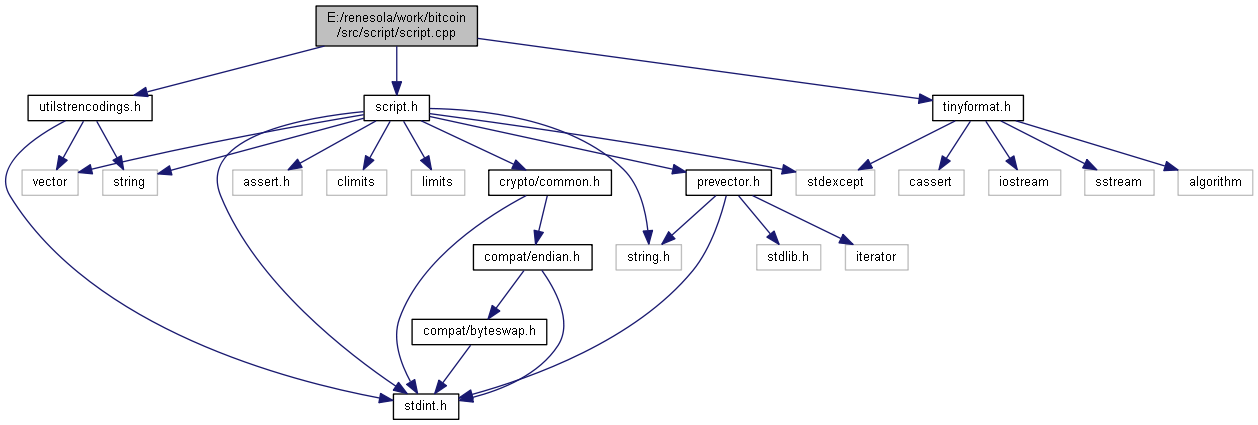 E:/renesola/work/bitcoin
/src/script/script.cpp
utilstrencodings.h
script.h
tinyformat.h
vector
string
assert.h
climits
limits
crypto/common.h
prevector.h
stdexcept
cassert
iostream
sstream
algorithm
compat/endian.h
string.h
stdlib.h
iterator
compat/byteswap.h
stdint.h